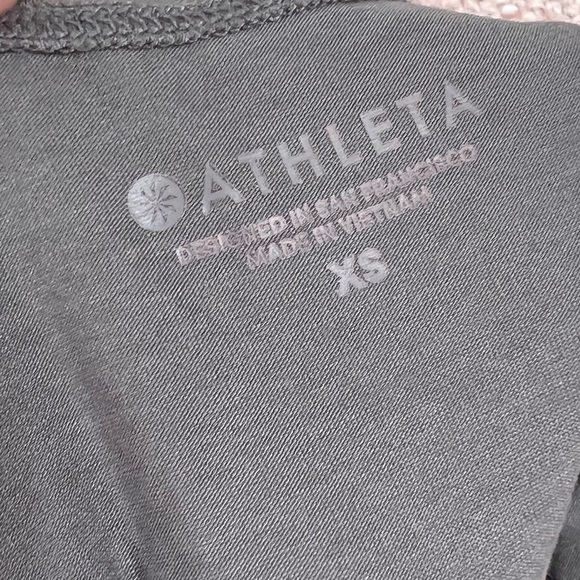 ATHLETA
DESIGNED IN SAN FRANCISCO
MADE IN VIETNAM
XS